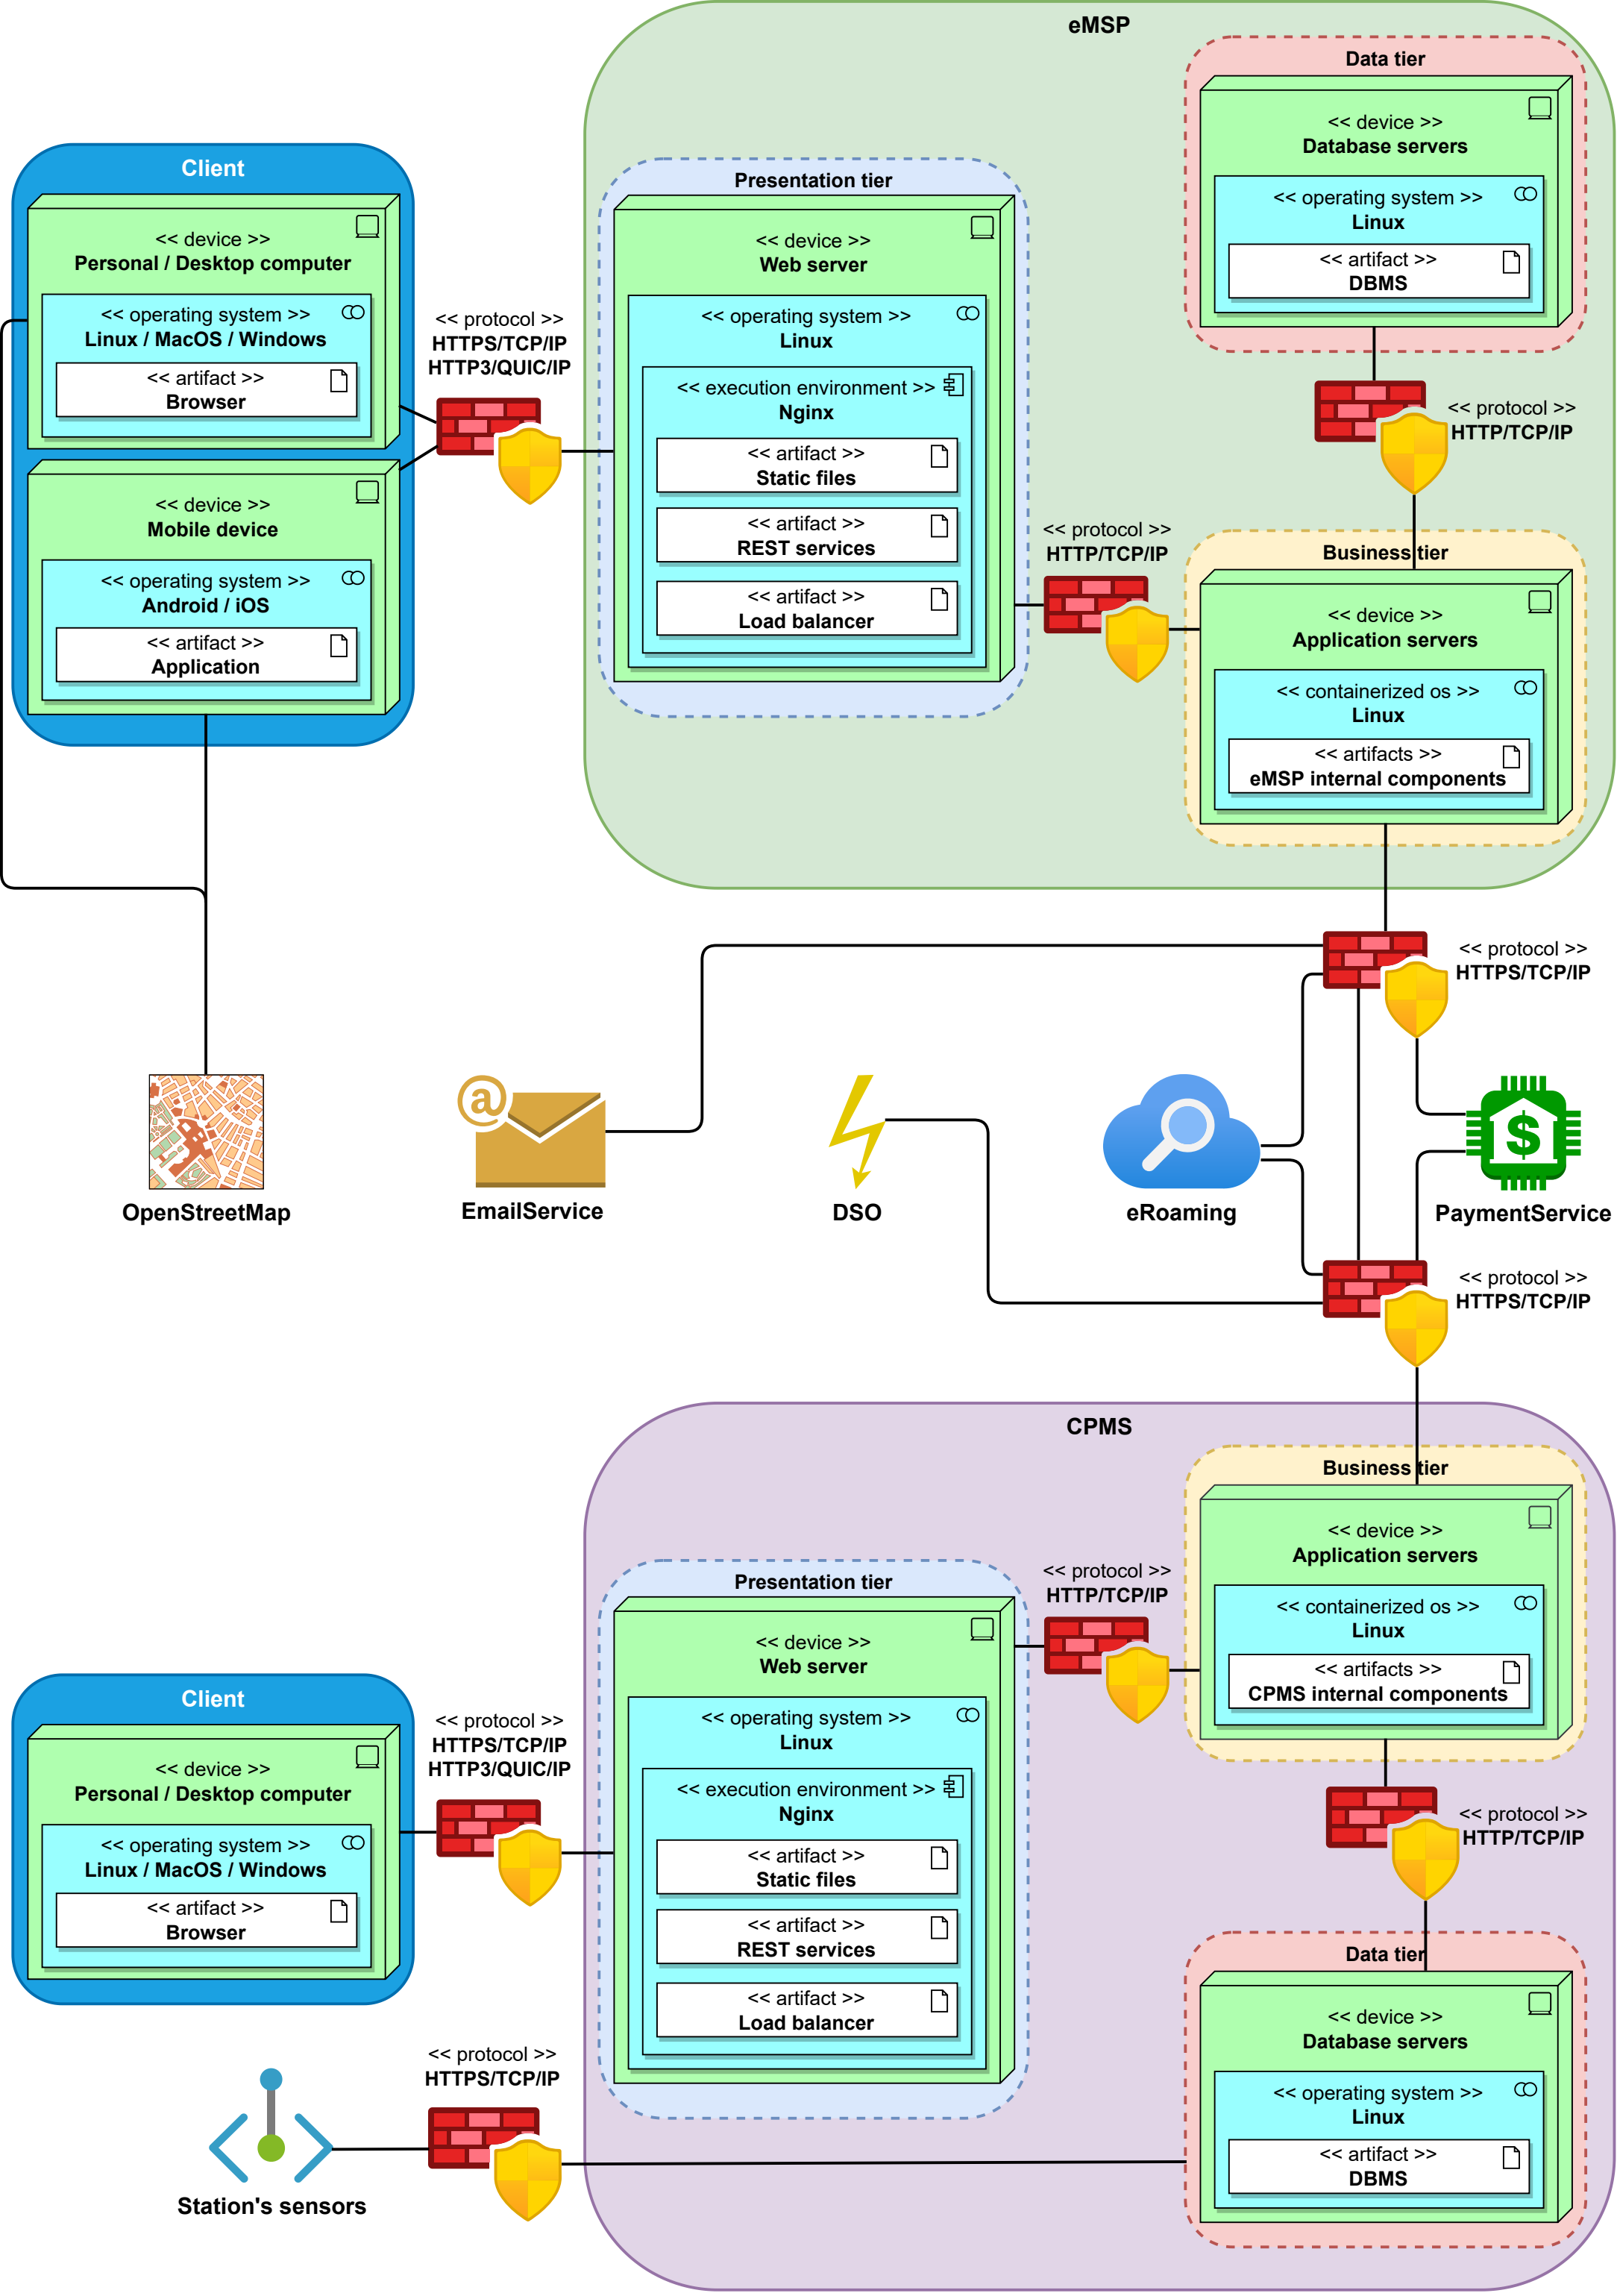 eMSP
Data tier
<< device >>
Database servers
<< operating system >>
Linux
<< artifact >>
DBMS
Client
<< device >>
Personal / Desktop computer
<< operating system >>
Linux / MacOS / Windows
<< artifact >>
Browser
<< device >>
Mobile device
<< operating system >>
Android / iOS
<< artifact >>
Application
<< protocol >>
HTTPS/TCP/IP
HTTP3/QUIC/IP
Presentation tier
<< device >>
Web server
<< operating system >>
Linux
<< execution environment >>
Nginx
<< artifact >>
Static files
<< artifact >>
REST services
<< artifact >>
Load balancer
<< protocol >>
HTTP/TCP/IP
<< protocol >>
HTTP/TCP/IP
Business tier
<< device >>
Application servers
<< containerized os >>
Linux
<< artifacts >>
eMSP internal components
<< protocol >>
HTTPS/TCP/IP
@
$
OpenStreetMap
EmailService
DSO
eRoaming
PaymentService
<< protocol >>
HTTPS/TCP/IP
CPMS
Business tier
<< device >>
Application servers
<< containerized os >>
Linux
<< artifacts >>
CPMS internal components
<< protocol >>
HTTP/TCP/IP
Presentation tier
<< device >>
Web server
<< operating system >>
Linux
<< execution environment >>
Nginx
<< artifact >>
Static files
<< artifact >>
REST services
<< artifact >>
Load balancer
Client
<< device >>
Personal / Desktop computer
<< operating system >>
Linux / MacOS / Windows
<< artifact >>
Browser
<< protocol >>
HTTPS/TCP/IP
HTTP3/QUIC/IP
<< protocol >>
HTTP/TCP/IP
Data tier
<< device >>
Database servers
<< operating system >>
Linux
<< artifact >>
DBMS
<< protocol >>
HTTPS/TCP/IP
Station's sensors